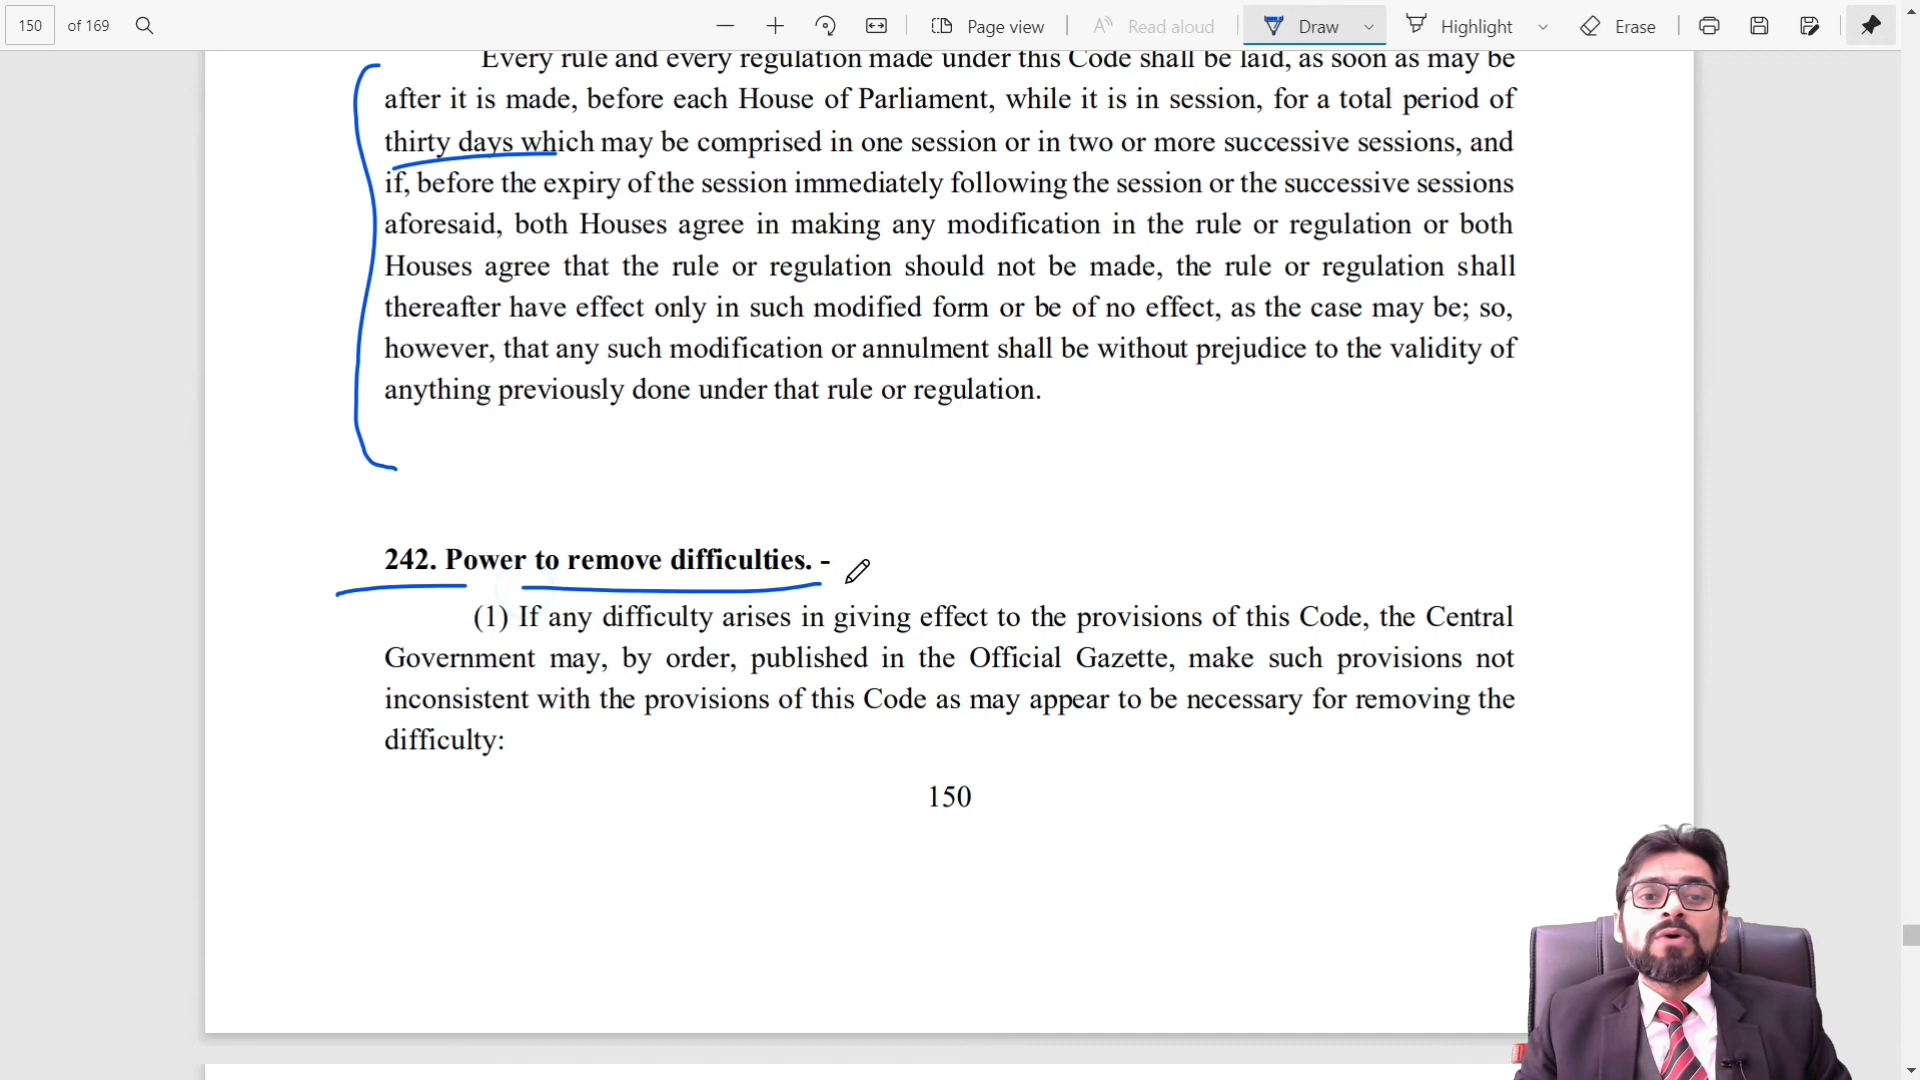 150 of 169 Page view Read aloud Draw Highlight Erase
Every rule and every regulation made under this Code shall be laid, as soon as may be
after it is made, before each House of Parliament, while it is in session, for a total period of
thirty days which may be comprised in one session or in two or more successive sessions, and
if, before the expiry of the session immediately following the session or the successive sessions
aforesaid, both Houses agree in making any modification in the rule or regulation or both
Houses agree that the rule or regulation should not be made, the rule or regulation shall
thereafter have effect only in such modified form or be of no effect, as the case may be; so,
however, that any such modification or annulment shall be without prejudice to the validity of
anything previously done under that rule or regulation.
242. Power to remove difficulties. -
(1) If any difficulty arises in giving effect to the provisions of this Code, the Central
Government may, by order, published in the Official Gazette, make such provisions not
inconsistent with the provisions of this Code as may appear to be necessary for removing the
difficulty:
150